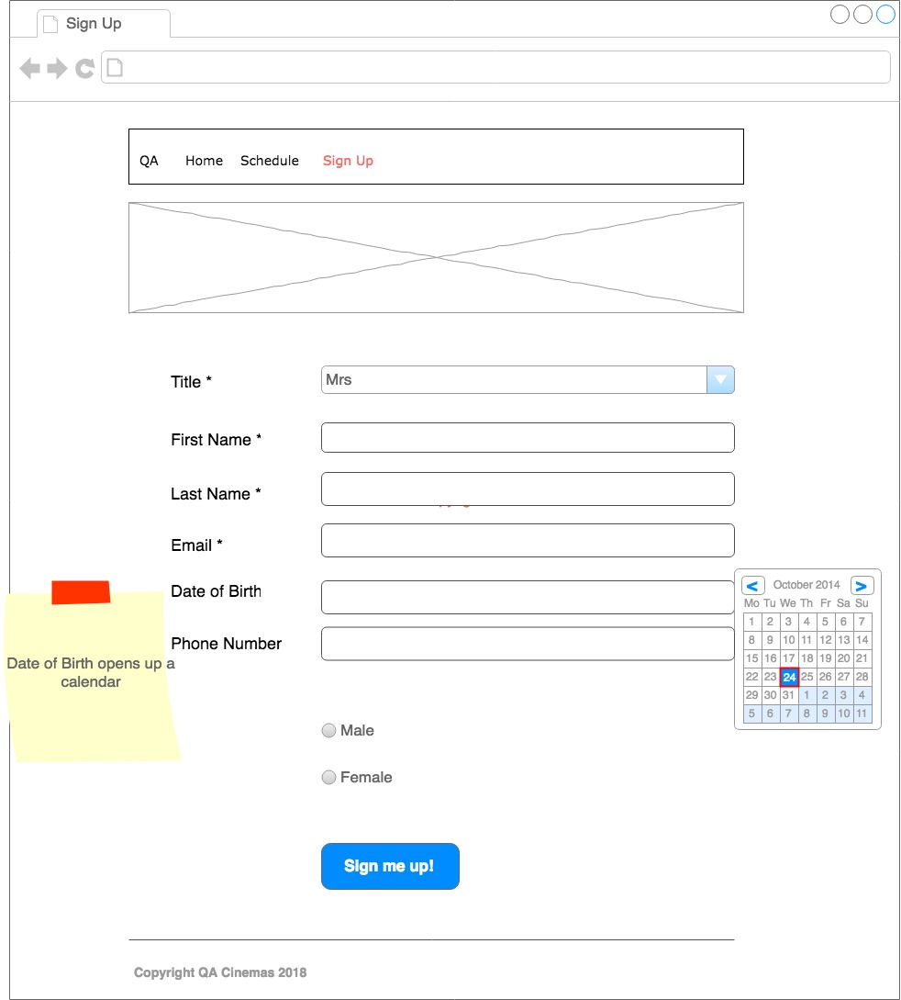 Sign Up
QA Home Schedule Sign Up
Title *
Mrs
First Name *
Last Name *
Email *
Date of Birth
Phone Number
Date of Birth opens up a
calendar
< October 2014 >
Mo Tu We Th Fr Sa Su
1 2 3 4 5 6 7
8 9 10 11 12 13 14
15 16 17 18 19 20 21
22 23 24 25 26 27 28
29 30 31 1 2 3 4
5 6 7 8 9 10 11
Male
Female
Sign me up!
Copyright QA Cinemas 2018